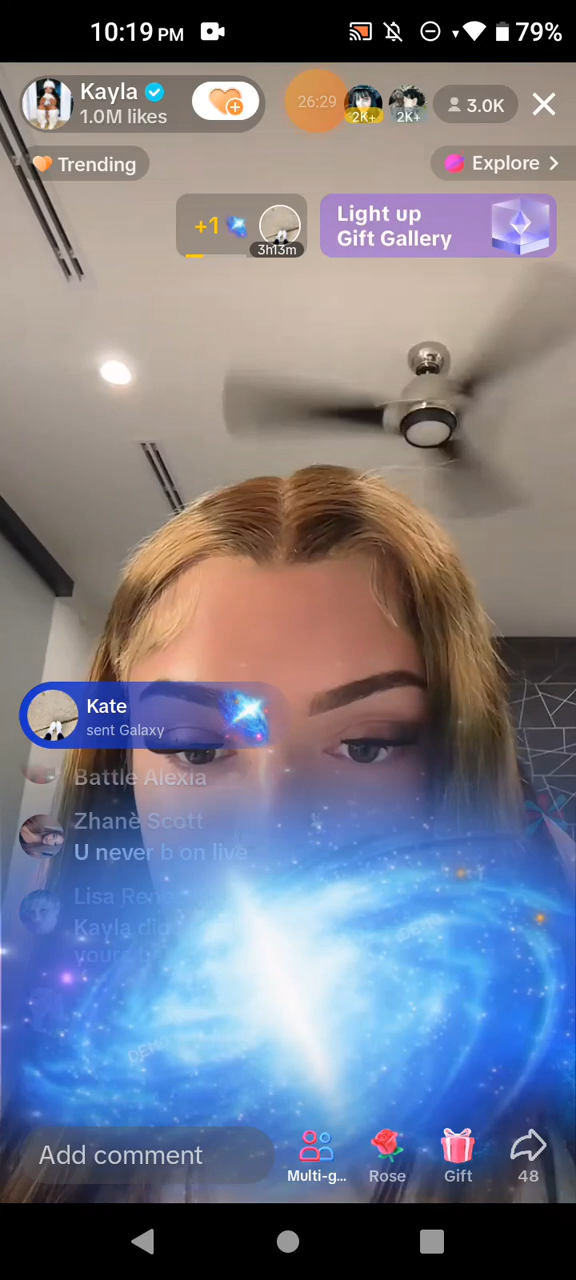 10:19 PM
79%
Kayla
1.0M likes
26:29
2K+
2K+
3.0K
Trending
Explore >
+1
3h13m
Light up
Gift Gallery
Kate
sent Galaxy
Battle Alexia
Zhanè Scott
U never b on live
Lisa
Kayla
Add comment
Multi-g...
Rose
Gift
48